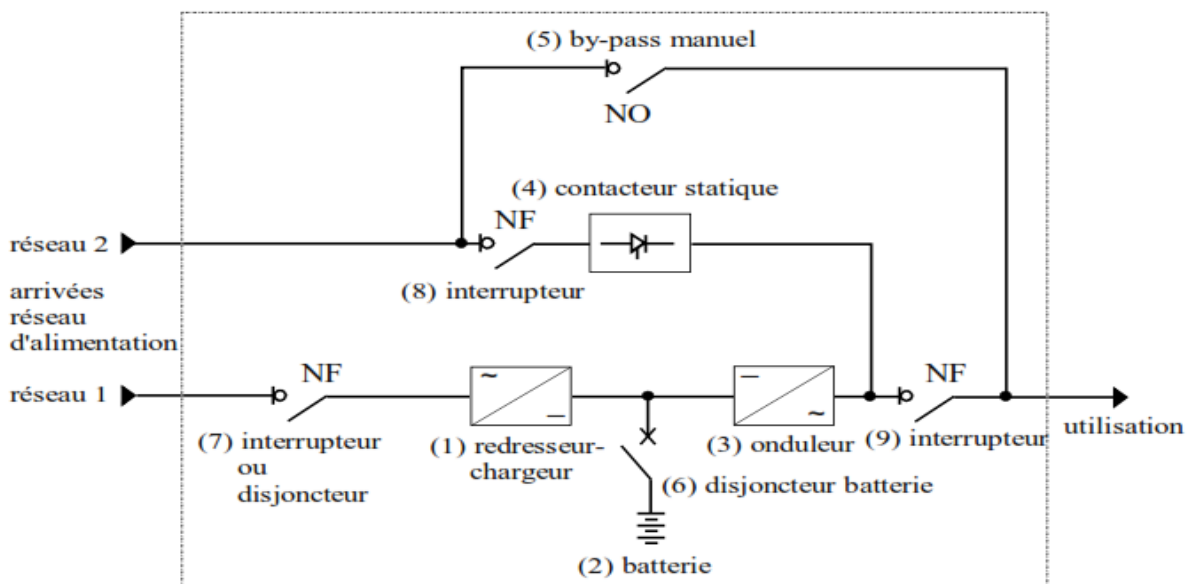 (5) by-pass manuel
NO
(4) contacteur statique
NF
réseau 2
(8) interrupteur
arrivées
réseau
d'alimentation
NF
NF
réseau 1
utilisation
(7) interrupteur
ou
disjoncteur
(1) redresseur-
chargeur
(3) onduleur
(9) interrupteur
(6) disjoncteur batterie
(2) batterie